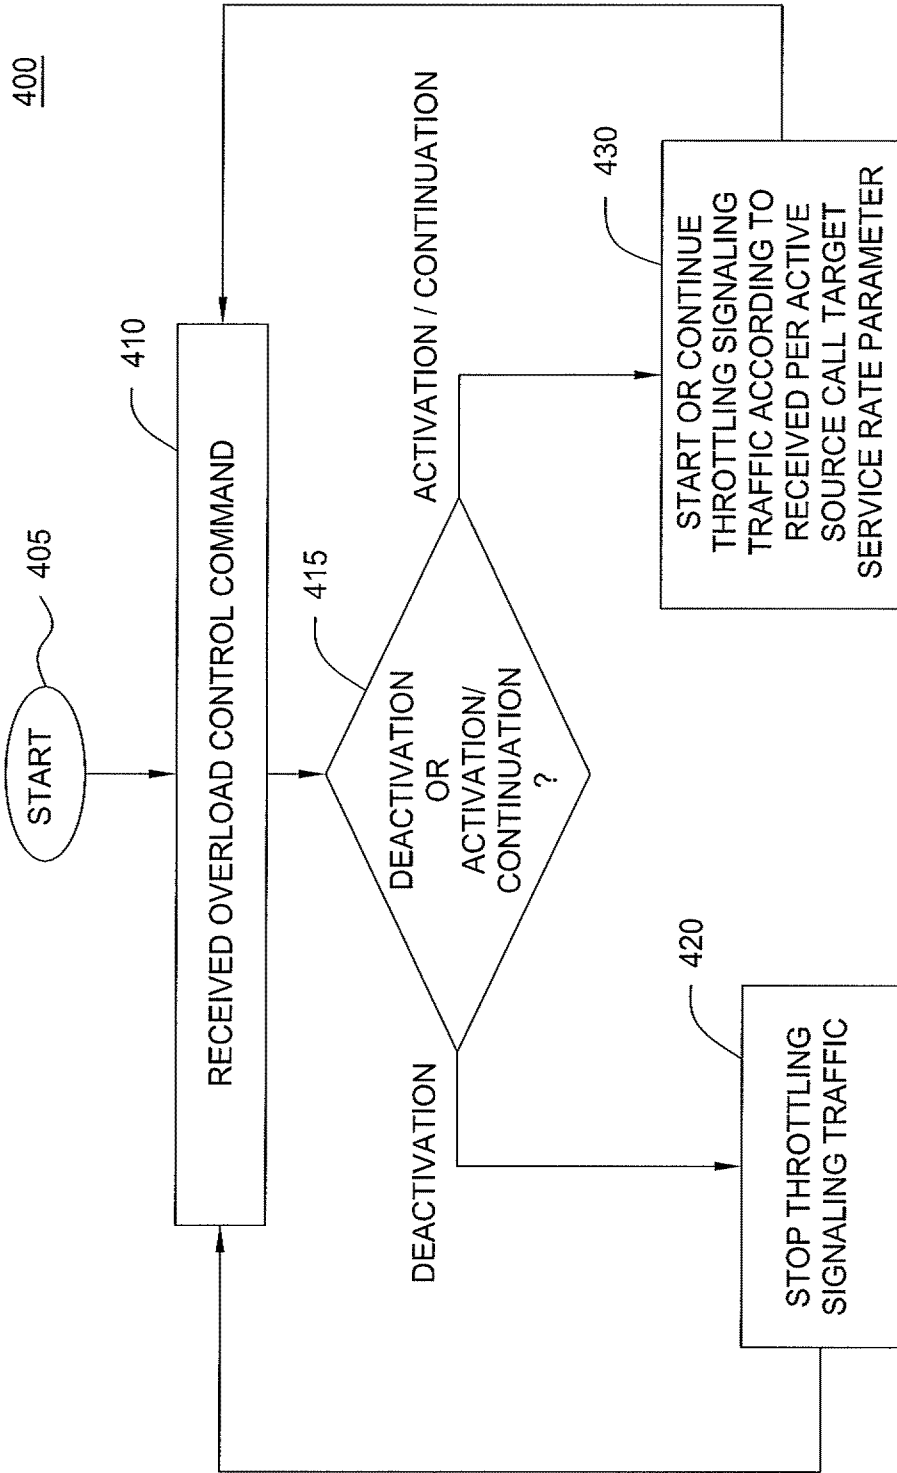 400
START
405
RECEIVED OVERLOAD CONTROL COMMAND
410
DEACTIVATION
OR
ACTIVATION/
CONTINUATION
?
415
DEACTIVATION
ACTIVATION / CONTINUATION
STOP THROTTLING
SIGNALING TRAFFIC
420
START OR CONTINUE
THROTTLING SIGNALING
TRAFFIC ACCORDING TO
RECEIVED PER ACTIVE
SOURCE CALL TARGET
SERVICE RATE PARAMETER
430